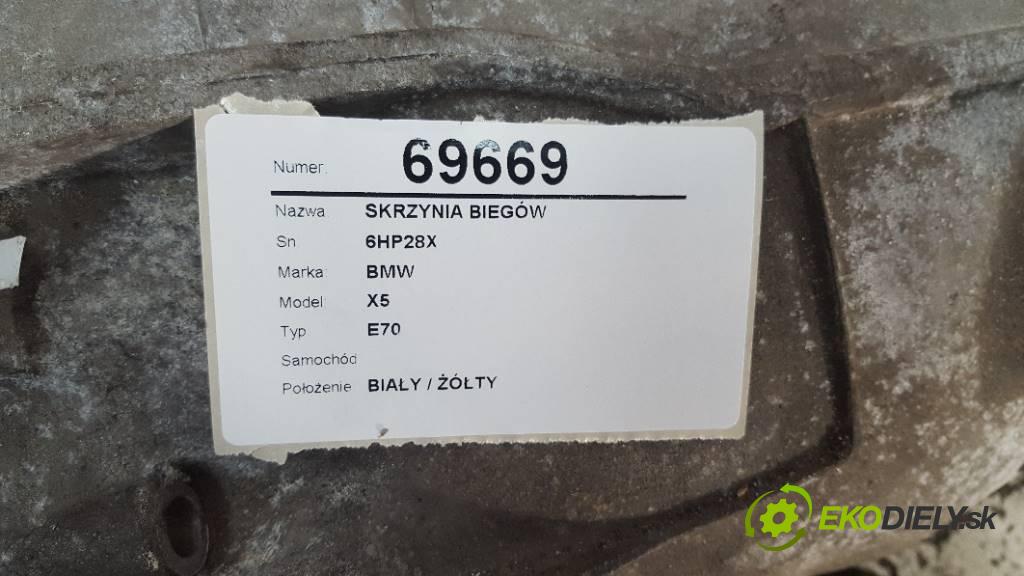 Numer: 69669
Nazwa SKRZYNIA BIEGÓW
Sn 6HP28X
Marka: BMW
Model: X5
Typ E70
Samochód
Położenie BIAŁY / ŻÓŁTY
EKODIELY.sk